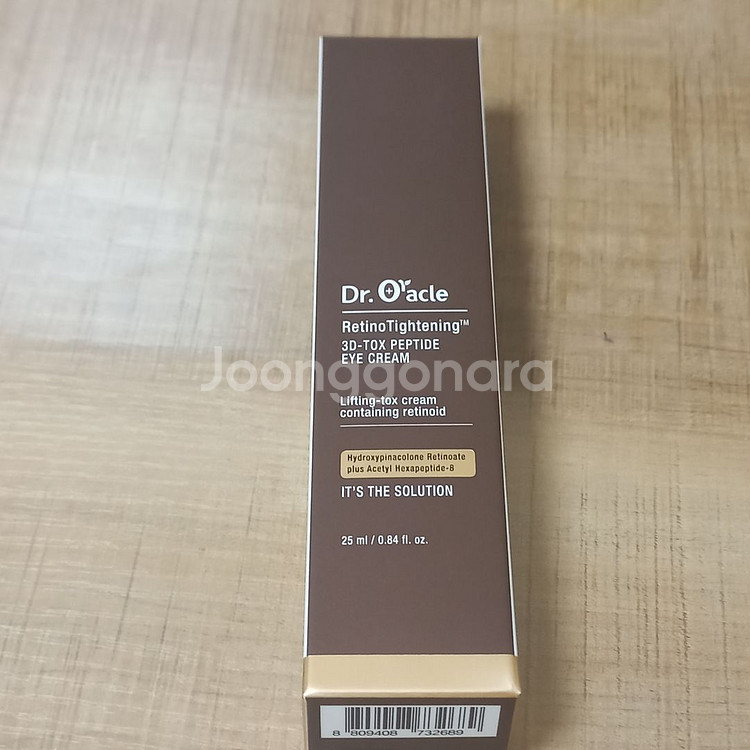 Dr. Oracle
RetinoTightening™
3D-TOX PEPTIDE
EYE CREAM
Joonggonara
Lifting-tox cream
containing retinoid
Hydroxypinacolone Retinoate
plus Acetyl Hexapeptide-8
IT'S THE SOLUTION
25 ml / 0.84 fl. oz.
8 809408 732689